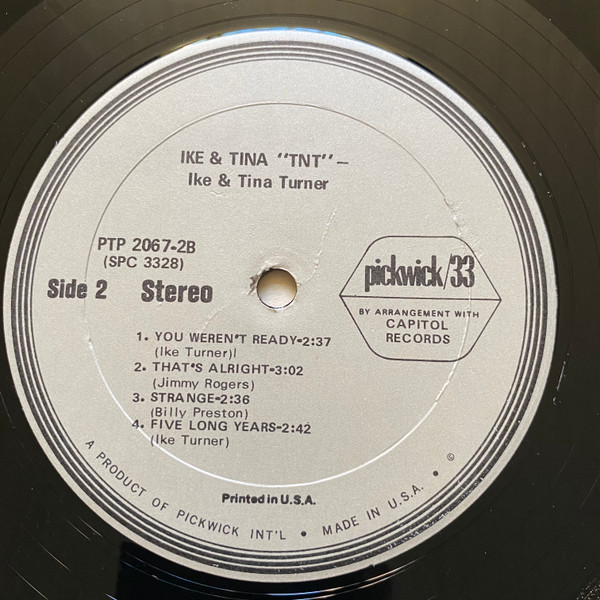 IKE & TINA "TNT" —
Ike & Tina Turner
PTP 2067-2B
(SPC 3328)
Side 2 Stereo
pickwick/33
BY ARRANGEMENT WITH
CAPITOL
RECORDS
1. YOU WEREN'T READY-2:37
(Ike Turner)l
2. THAT'S ALRIGHT-3:02
(Jimmy Rogers)
3. STRANGE-2:36
(Billy Preston)
4. FIVE LONG YEARS-2:42
(Ike Turner)
Printed in U.S.A.
A PRODUCT OF PICKWICK INT'L • MADE IN U.S.A. • ©